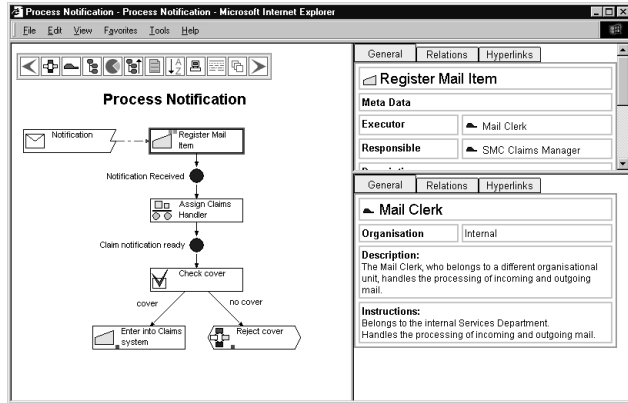 Process Notification - Process Notification - Microsoft Internet Explorer
File Edit View Favorites Tools Help
Process Notification
Notification
Register Mail
Item
Notification Received
Assign Claims
Handler
Claim notification ready
Check cover
cover
no cover
Enter into Claims
system
Reject cover
General Relations Hyperlinks
Register Mail Item
Meta Data
Executor Mail Clerk
Responsible SMC Claims Manager
General Relations Hyperlinks
Mail Clerk
Organisation Internal
Description:
The Mail Clerk, who belongs to a different organisational
unit, handles the processing of incoming and outgoing
mail.
Instructions:
Belongs to the internal Services Department.
Handles the processing of incoming and outgoing mail.